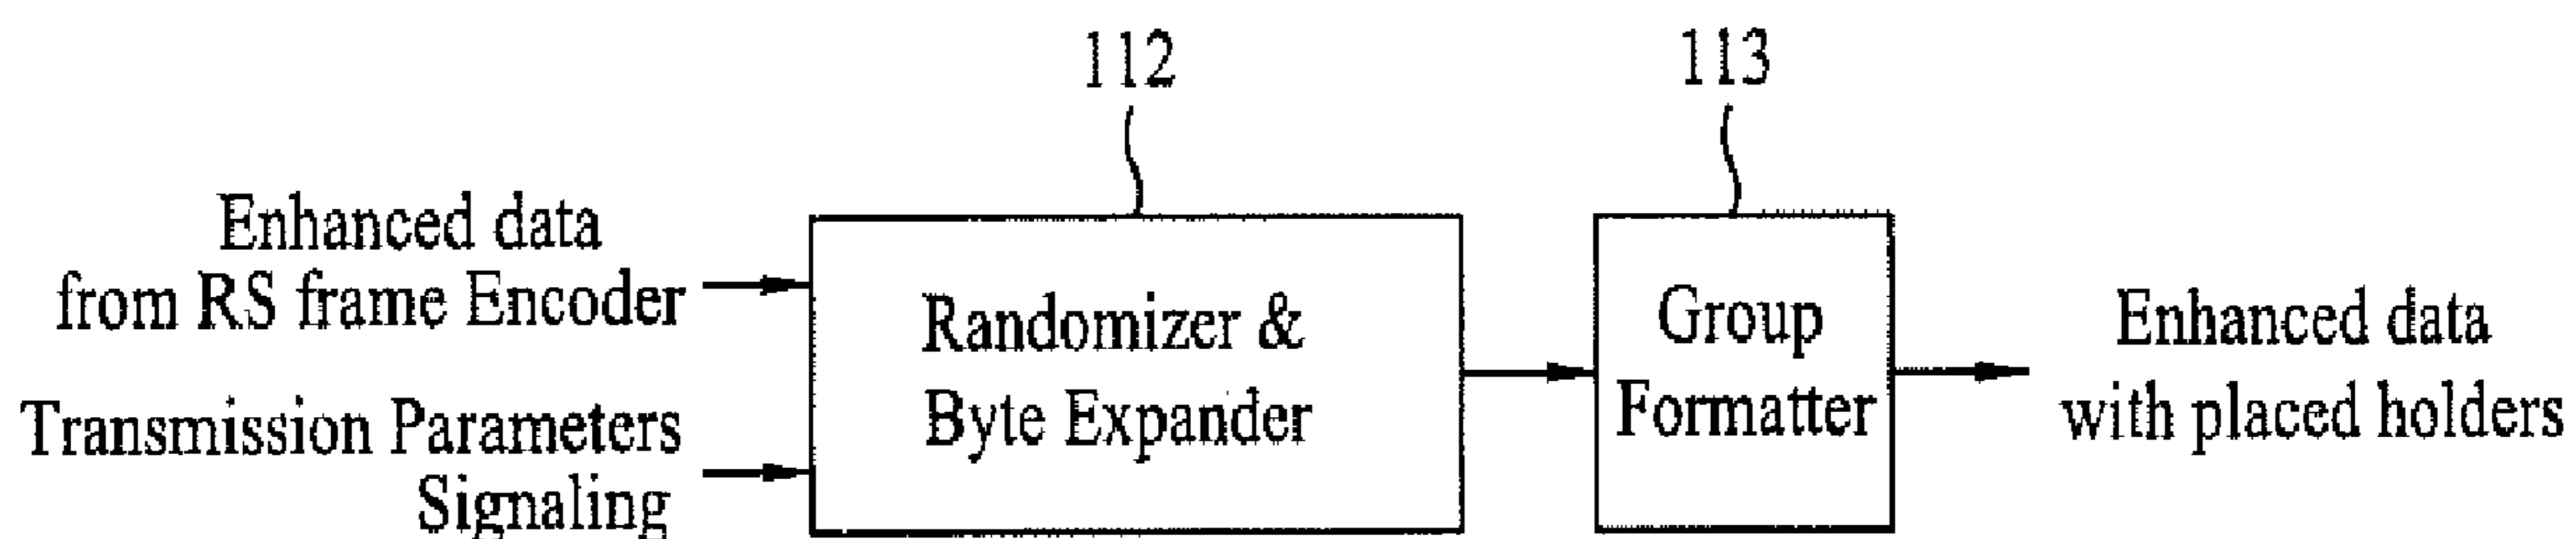 112
113
Enhanced data
from RS frame Encoder
Transmission Parameters
Signaling
Randomizer &
Byte Expander
Group
Formatter
Enhanced data
with placed holders